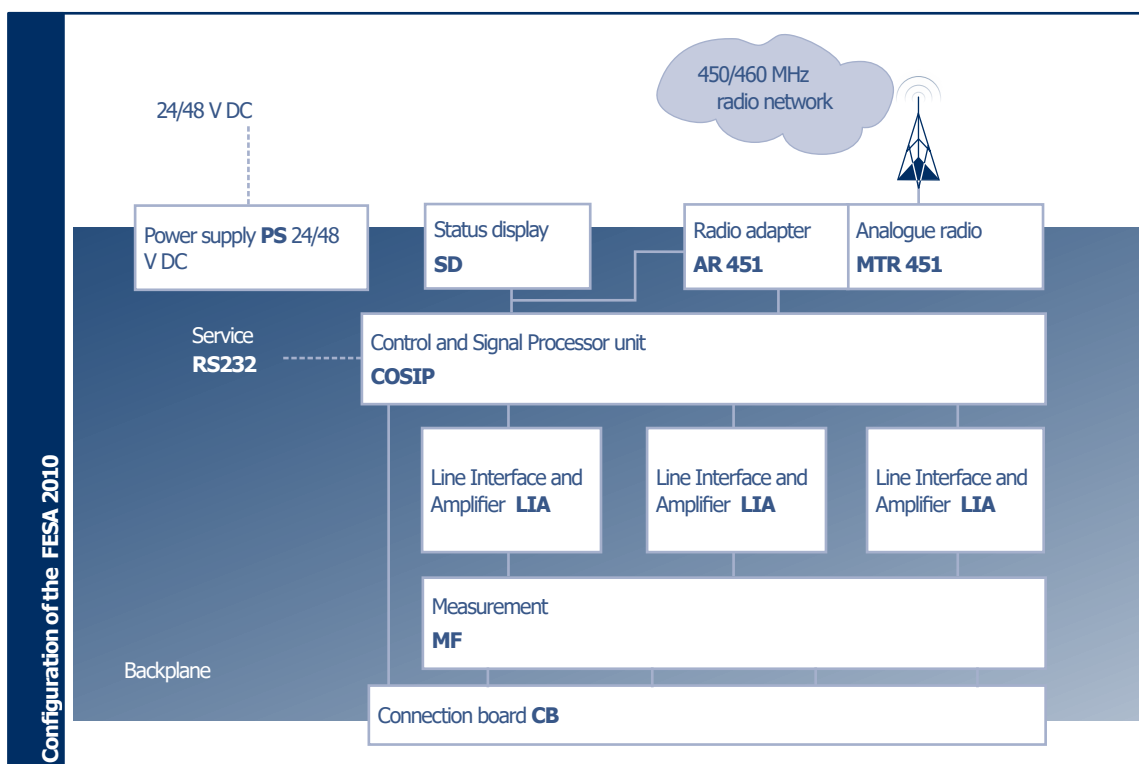 Configuration of the FESA 2010
450/460 MHz
radio network
24/48 V DC
Power supply PS 24/48
V DC
Status display
SD
Radio adapter
AR 451
Analogue radio
MTR 451
Service
RS232
Control and Signal Processor unit
COSIP
Line Interface and
Amplifier LIA
Line Interface and
Amplifier LIA
Line Interface and
Amplifier LIA
Measurement
MF
Backplane
Connection board CB